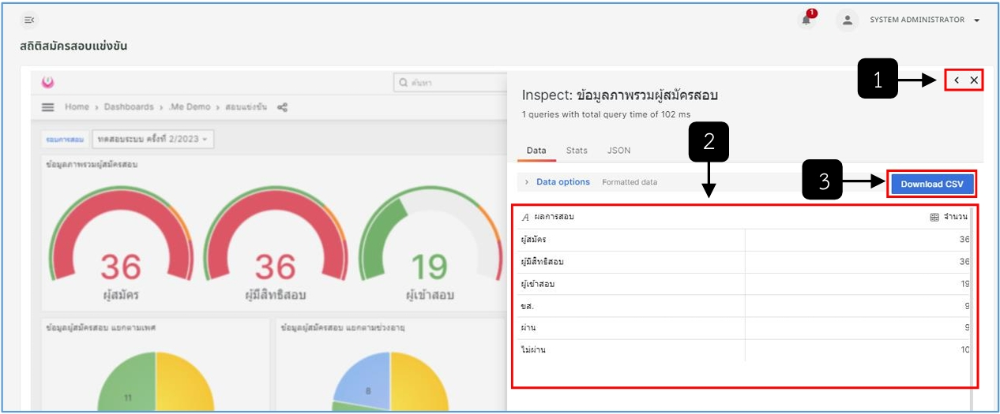 1
SYSTEM ADMINISTRATOR
สถิติสมัครสอบแข่งขัน
1
ค้นหา
Home › Dashboards › .Me Demo › สอบแข่งขัน
Inspect: ข้อมูลภาพรวมผู้สมัครสอบ
1 queries with total query time of 102 ms
2
รอบการสอบ ทดสอบระบบ ครั้งที่ 2/2023
Data Stats JSON
ข้อมูลภาพรวมผู้สมัครสอบ
3
Data options Formatted data Download CSV
36 36 19
ผู้สมัคร ผู้มีสิทธิสอบ ผู้เข้าสอบ
ผลการสอบ จำนวน
ผู้สมัคร 36
ผู้มีสิทธิสอบ 36
ผู้เข้าสอบ 19
ขส. 9
ผ่าน 9
ไม่ผ่าน 10
ข้อมูลผู้สมัครสอบ แยกตามเพศ ข้อมูลผู้สมัครสอบ แยกตามช่วงอายุ
11 8